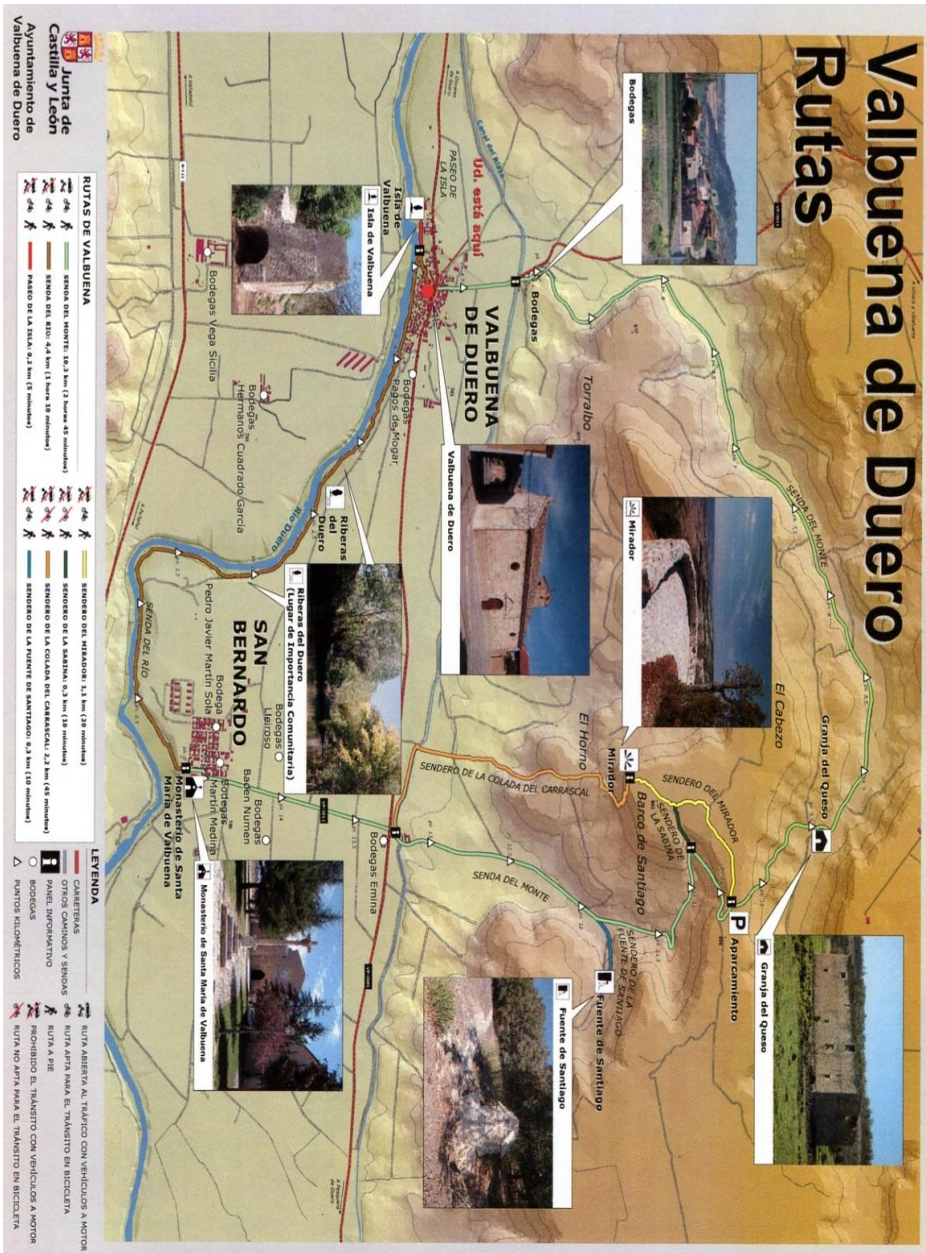 Valbuena de Duero
Rutas
Bodegas
Canal del Riaza
PASEO DE
LA ISLA
Ud. está aquí
Isla de
Valbuena
Isla de Valbuena
Bodegas
VALBUENA
DE DUERO
Torralbo
Bodegas
Pagos de Mogar
Bodegas Vega Sicilia
Bodegas
Hermanos Cuadrado García
Valbuena de Duero
Mirador
SENDA DEL MONTE
El Cabezo
Granja del Queso
Granja del Queso
El Horno
Mirador
SENDERO DEL MIRADOR
SENDERO DE
LA SABINA
Barco de Santiago
P
Aparcamiento
SENDERO DE LA COLADA DEL CARRASCAL
SENDA DEL MONTE
SENDERO DE LA
FUENTE DE SANTIAGO
Fuente de Santiago
Fuente de Santiago
Río Duero
Riberas
del
Duero
Riberas del Duero
(Lugar de Importancia Comunitaria)
SENDA DEL RÍO
SAN
BERNARDO
Bodega
Pedro Javier Martín Sola
Bodegas
Lleiroso
Bodegas
Martín Medina
Bodegas
Baden Numen
Bodegas Emina
Monasterio de Santa
María de Valbuena
Monasterio de Santa María de Valbuena
A Pesquera
de Duero
A Valladolid
Junta de
Castilla y León
Ayuntamiento de
Valbuena de Duero
RUTAS DE VALBUENA
SENDA DEL MONTE: 10,3 km (2 horas 45 minutos)
SENDA DEL RIO: 4,4 km (1 hora 10 minutos)
PASEO DE LA ISLA: 0,2 km (5 minutos)
SENDERO DEL MIRADOR: 1,1 km (20 minutos)
SENDERO DE LA SABINA: 0,3 km (10 minutos)
SENDERO DE LA COLADA DEL CARRASCAL: 2,2 km (45 minutos)
SENDERO DE LA FUENTE DE SANTIAGO: 0,3 km (10 minutos)
LEYENDA
CARRETERAS
OTROS CAMINOS Y SENDAS
PANEL INFORMATIVO
BODEGAS
PUNTOS KILOMÉTRICOS
RUTA ABIERTA AL TRÁFICO CON VEHÍCULOS A MOTOR
RUTA APTA PARA EL TRÁNSITO EN BICICLETA
RUTA A PIE
PROHIBIDO EL TRÁNSITO CON VEHÍCULOS A MOTOR
RUTA NO APTA PARA EL TRÁNSITO EN BICICLETA